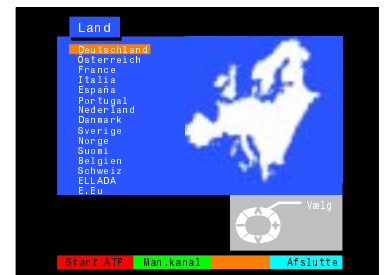 Land
Deutschland
Österreich
France
Italia
España
Portugal
Nederland
Danmark
Sverige
Norge
Suomi
Belgien
Schweiz
ELLADA
E.Eu
Vælg
Start ATP Man.kanal Afslutte